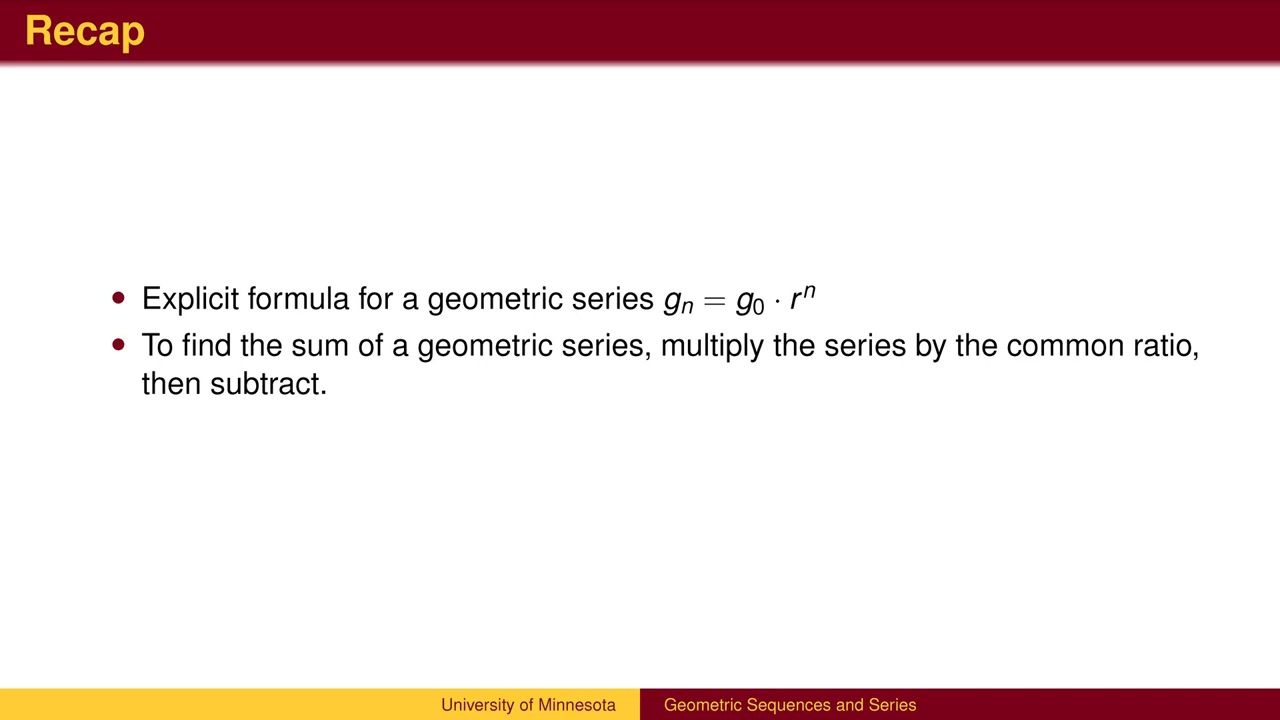 Recap
• Explicit formula for a geometric series gₙ = g₀ · rⁿ
• To find the sum of a geometric series, multiply the series by the common ratio,
then subtract.
University of Minnesota
Geometric Sequences and Series